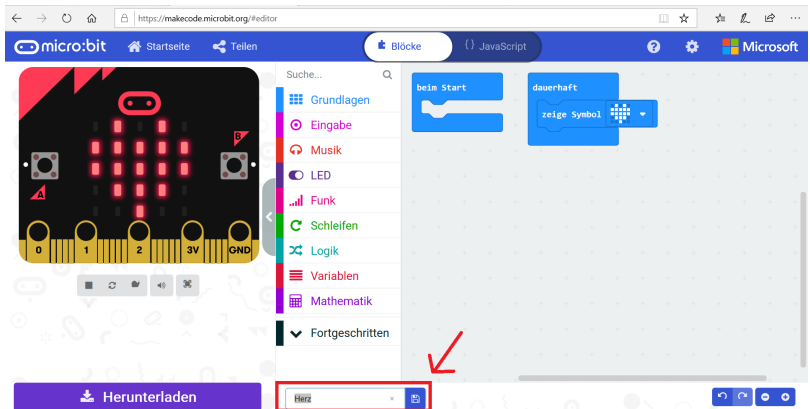 https://makecode.microbit.org/#editor
micro:bit
Startseite
Teilen
Blöcke
{} JavaScript
Microsoft
Suche...
Grundlagen
Eingabe
Musik
LED
Funk
Schleifen
Logik
Variablen
Mathematik
Fortgeschritten
beim Start
dauerhaft
zeige Symbol
A
B
0 1 2 3V GND
Herunterladen
Herz